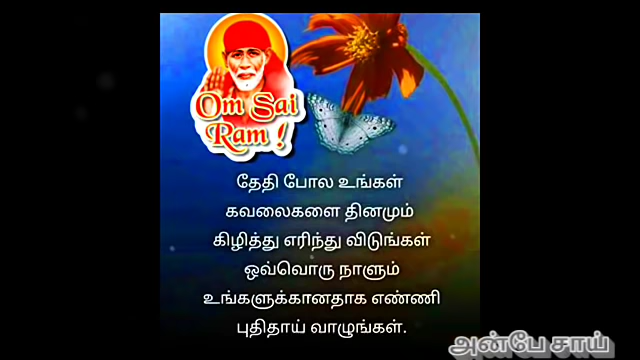 Om Sai
Ram !
தேதி போல உங்கள்
கவலைகளை தினமும்
கிழித்து எரிந்து விடுங்கள்
ஒவ்வொரு நாளும்
உங்களுக்கானதாக எண்ணி
புதிதாய் வாழுங்கள்.
அன்பே சாய்